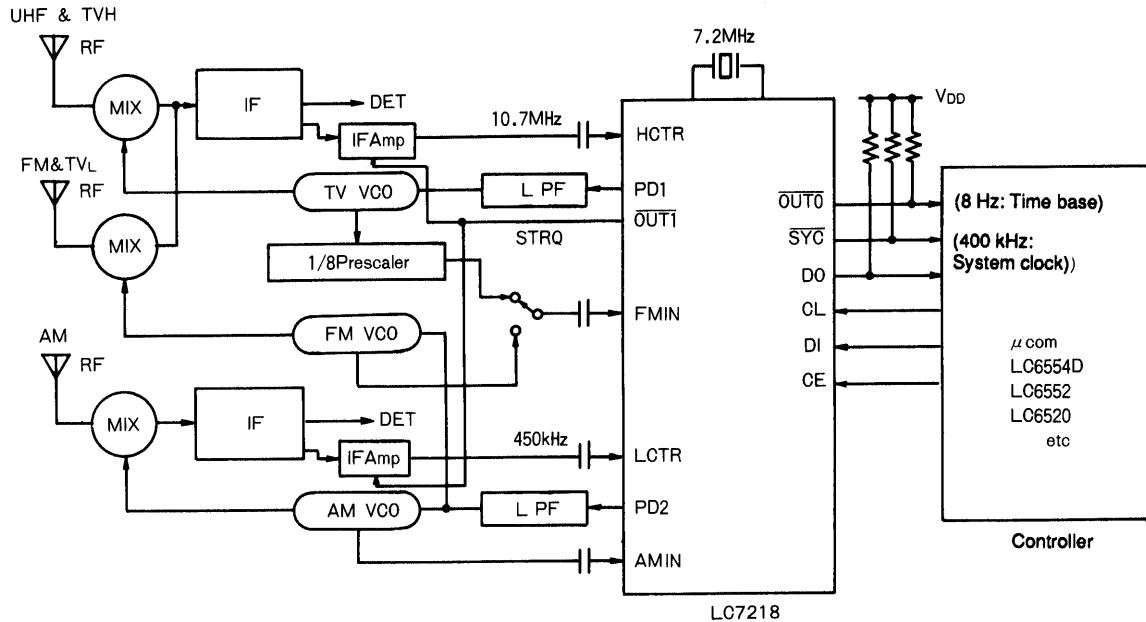 UHF & TVH
RF
MIX
IF
DET
IFAmp
10.7MHz
7.2MHz
HCTR
VDD
FM&TVL
RF
MIX
TV VCO
LPF
PD1
OUT1
STRQ
1/8Prescaler
OUT0
(8 Hz: Time base)
SYC
(400 kHz:
System clock))
DO
FMIN
CL
FM VCO
DI
CE
μcom
LC6554D
LC6552
LC6520
etc
AM
RF
MIX
IF
DET
IFAmp
450kHz
LCTR
AM VCO
LPF
PD2
AMIN
Controller
LC7218